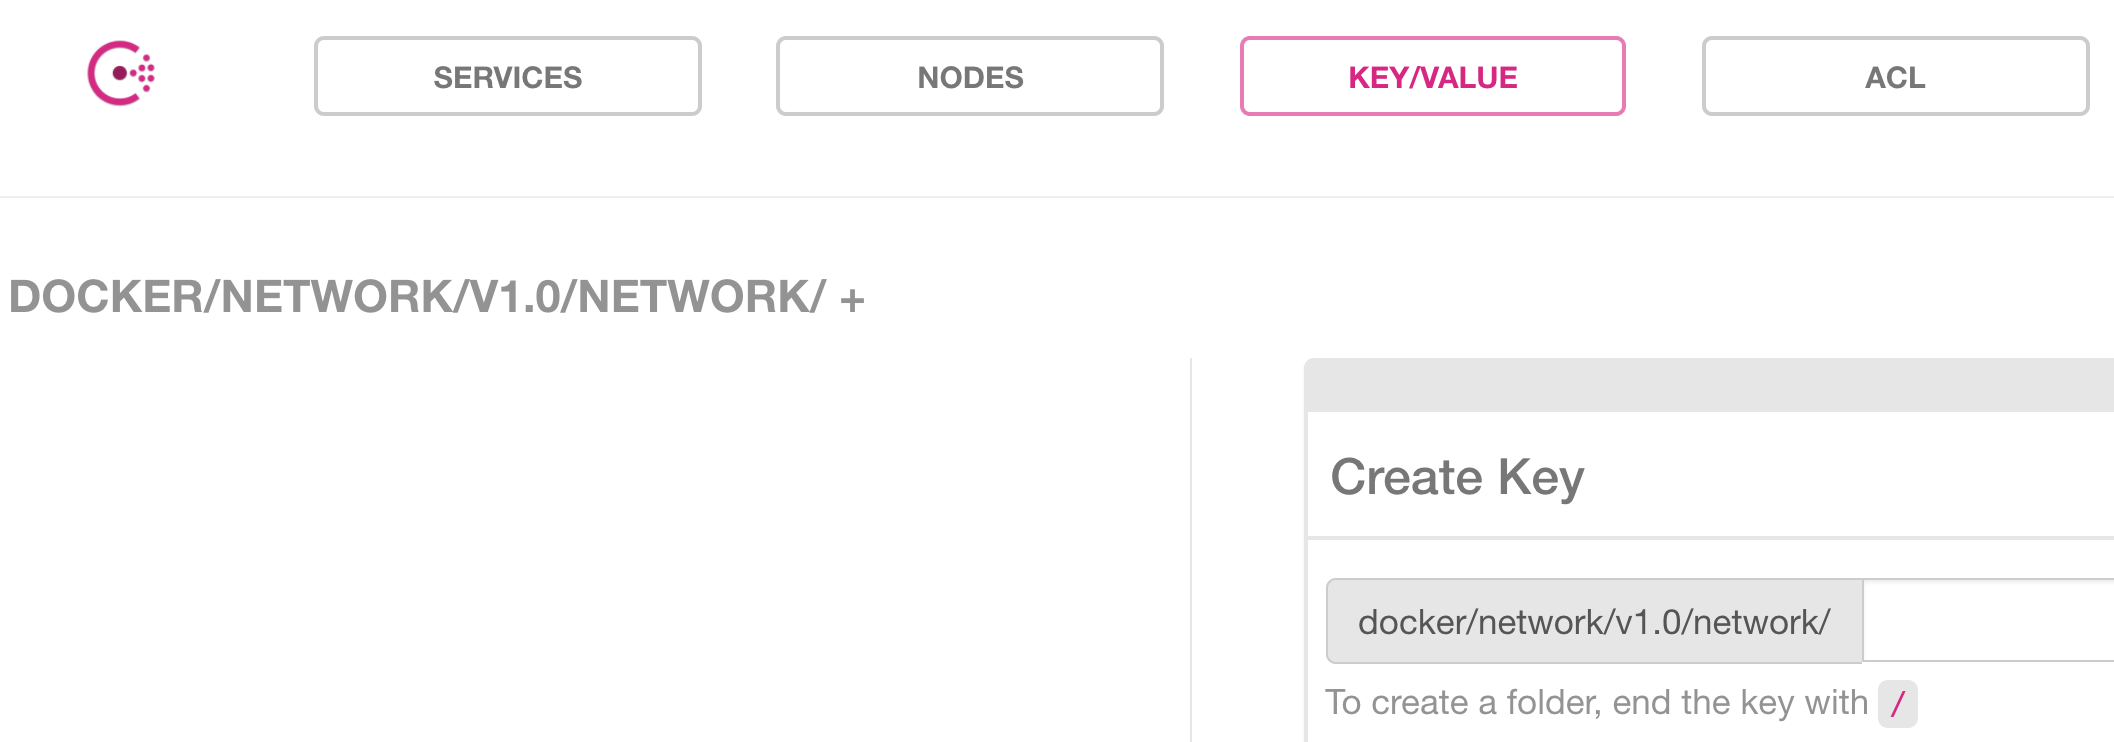 SERVICES NODES KEY/VALUE ACL
DOCKER/NETWORK/V1.0/NETWORK/ +
Create Key
docker/network/v1.0/network/
To create a folder, end the key with /